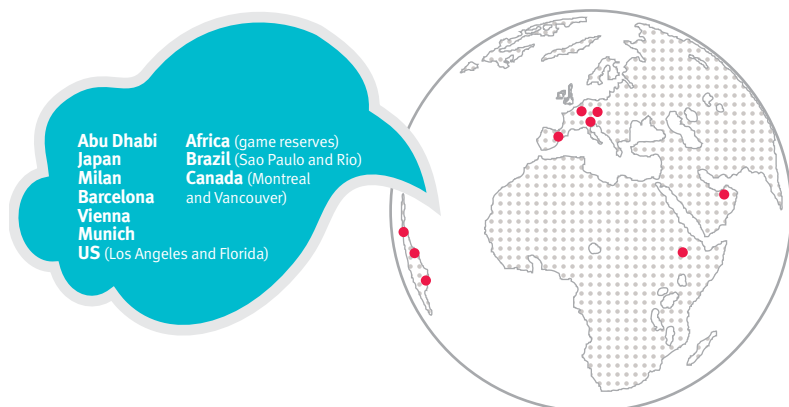 Abu Dhabi
Japan
Milan
Barcelona
Vienna
Munich
US (Los Angeles and Florida)
Africa (game reserves)
Brazil (Sao Paulo and Rio)
Canada (Montreal
and Vancouver)